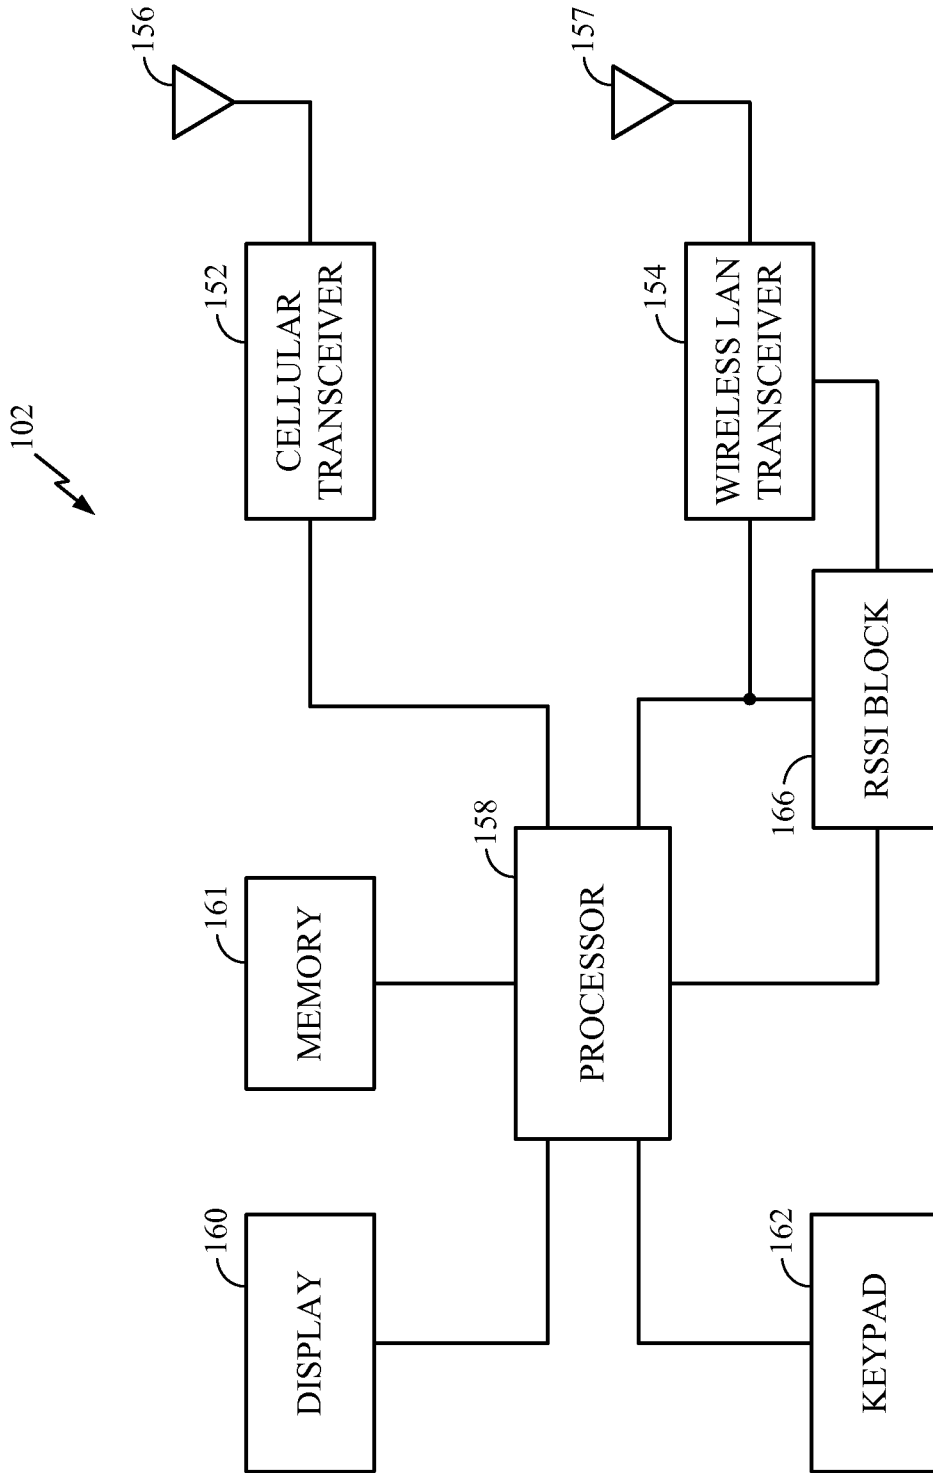 102
156
152
CELLULAR
TRANSCEIVER
157
154
WIRELESS LAN
TRANSCEIVER
161
MEMORY
158
PROCESSOR
166
RSSI BLOCK
160
DISPLAY
162
KEYPAD